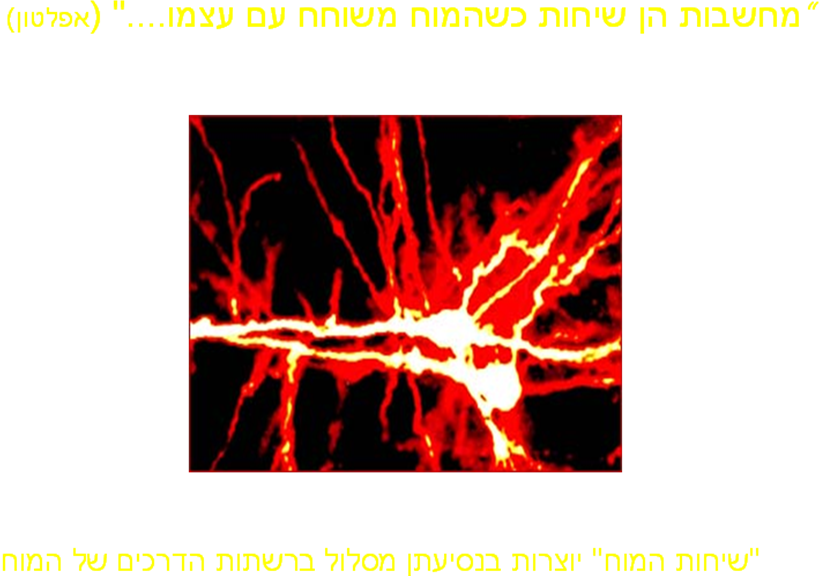 "מחשבות הן שיחות כשהמוח משוחח עם עצמו...." (אפלטון)
"שיחות המוח" יוצרות בנסיעתן מסלול ברשתות הדרכים של המוח